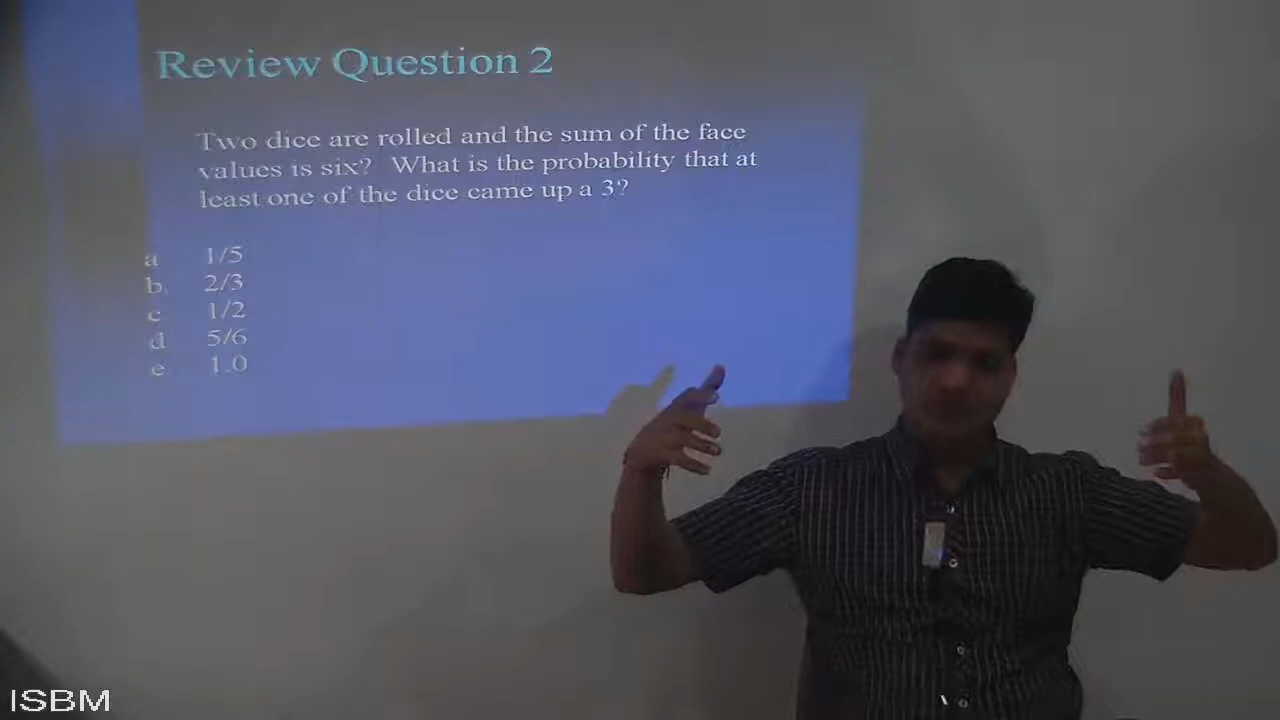 Review Question 2
Two dice are rolled and the sum of the face
values is six? What is the probability that at
least one of the dice came up a 3?
a 1/5
b. 2/3
c 1/2
d 5/6
e 1.0
ISBM